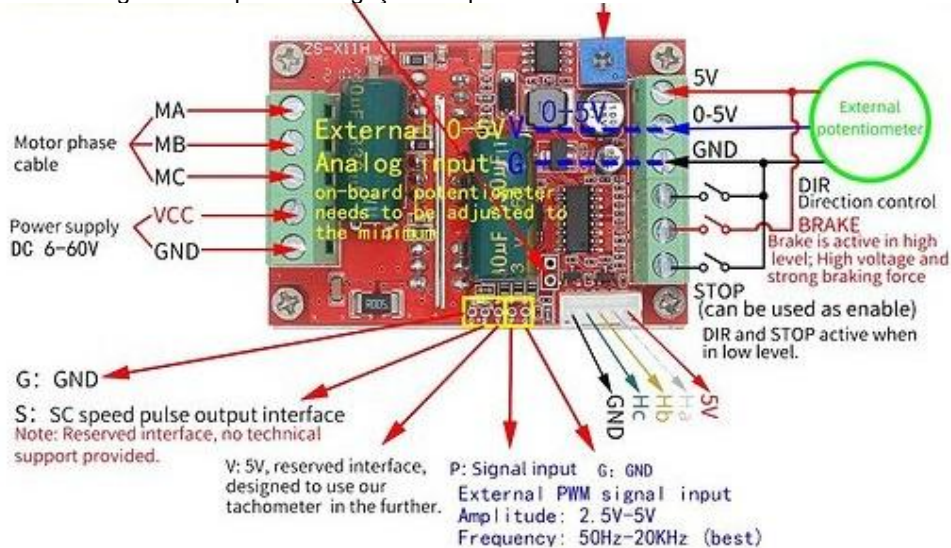 ZS-X11H
MA
MB
MC
Motor phase
cable
VCC
Power supply
DC 6-60V
GND
External 0-5V
Analog input:
on-board potentiometer
needs to be adjusted to
the minimum
V
0-5V
G
R005
5V
0-5V
GND
External
potentiometer
DIR
Direction control
BRAKE
Brake is active in high
level; High voltage and
strong braking force
STOP
(can be used as enable)
DIR and STOP active when
in low level.
GND
Hc
Hb
Ha
5V
G: GND
S: SC speed pulse output interface
Note: Reserved interface, no technical
support provided.
V: 5V, reserved interface,
designed to use our
tachometer in the further.
P: Signal input G: GND
External PWM signal input
Amplitude: 2.5V-5V
Frequency: 50Hz-20KHz (best)